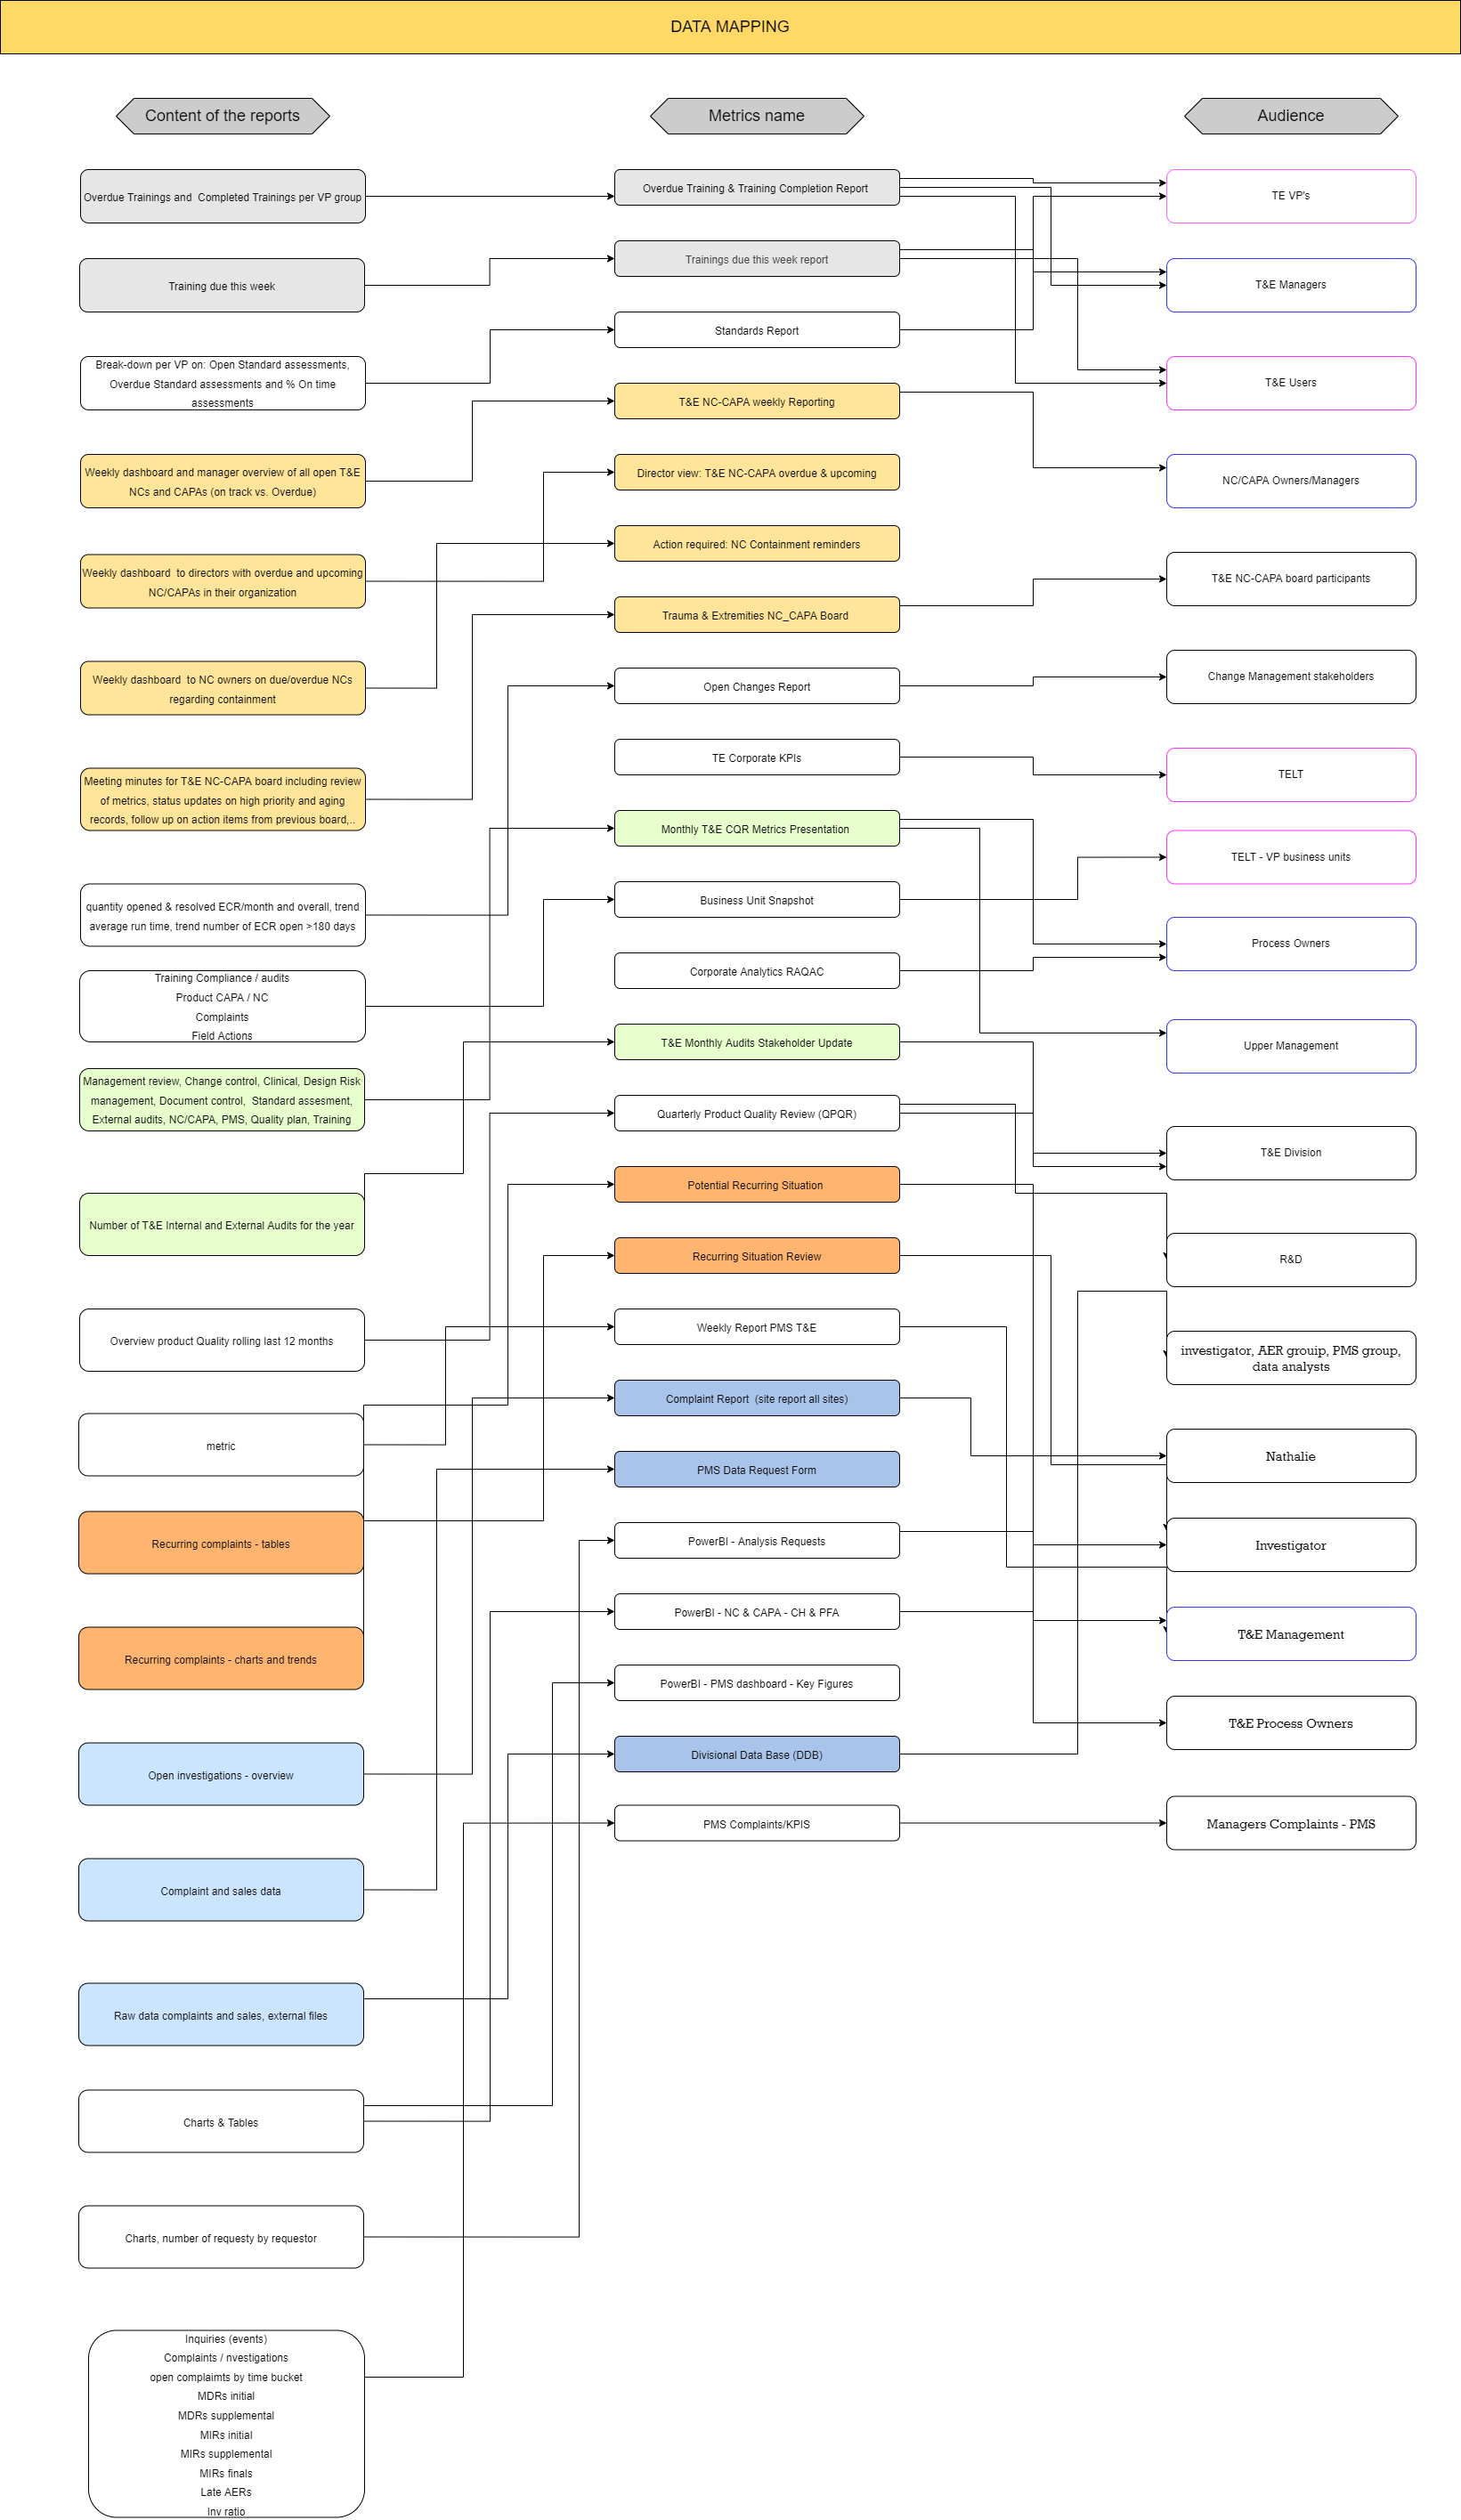 DATA MAPPING
Content of the reports
Overdue Trainings and  Completed Trainings per VP group
Training due this week
Break-down per VP on: Open Standard assessments,
Overdue Standard assessments and % On time
assessments
Weekly dashboard and manager overview of all open T&E
NCs and CAPAs (on track vs. Overdue)
Weekly dashboard  to directors with overdue and upcoming
NC/CAPAs in their organization
Weekly dashboard  to NC owners on due/overdue NCs
regarding containment
Meeting minutes for T&E NC-CAPA board including review
of metrics, status updates on high priority and aging
records, follow up on action items from previous board,..
quantity opened & resolved ECR/month and overall, trend
average run time, trend number of ECR open >180 days
Training Compliance / audits
Product CAPA / NC
Complaints
Field Actions
Management review, Change control, Clinical, Design Risk
management, Document control,  Standard assesment,
External audits, NC/CAPA, PMS, Quality plan, Training
Number of T&E Internal and External Audits for the year
Overview product Quality rolling last 12 months
metric
Recurring complaints - tables
Recurring complaints - charts and trends
Open investigations - overview
Complaint and sales data
Raw data complaints and sales, external files
Charts & Tables
Charts, number of requesty by requestor
Inquiries (events)
Complaints / nvestigations
open complaimts by time bucket
MDRs initial
MDRs supplemental
MIRs initial
MIRs supplemental
MIRs finals
Late AERs
Inv ratio
Metrics name
Overdue Training & Training Completion Report
Trainings due this week report
Standards Report
T&E NC-CAPA weekly Reporting
Director view: T&E NC-CAPA overdue & upcoming
Action required: NC Containment reminders
Trauma & Extremities NC_CAPA Board
Open Changes Report
TE Corporate KPIs
Monthly T&E CQR Metrics Presentation
Business Unit Snapshot
Corporate Analytics RAQAC
T&E Monthly Audits Stakeholder Update
Quarterly Product Quality Review (QPQR)
Potential Recurring Situation
Recurring Situation Review
Weekly Report PMS T&E
Complaint Report  (site report all sites)
PMS Data Request Form
PowerBI - Analysis Requests
PowerBI - NC & CAPA - CH & PFA
PowerBI - PMS dashboard - Key Figures
Divisional Data Base (DDB)
PMS Complaints/KPIS
Audience
TE VP's
T&E Managers
T&E Users
NC/CAPA Owners/Managers
T&E NC-CAPA board participants
Change Management stakeholders
TELT
TELT - VP business units
Process Owners
Upper Management
T&E Division
R&D
investigator, AER grouip, PMS group,
data analysts
Nathalie
Investigator
T&E Management
T&E Process Owners
Managers Complaints - PMS